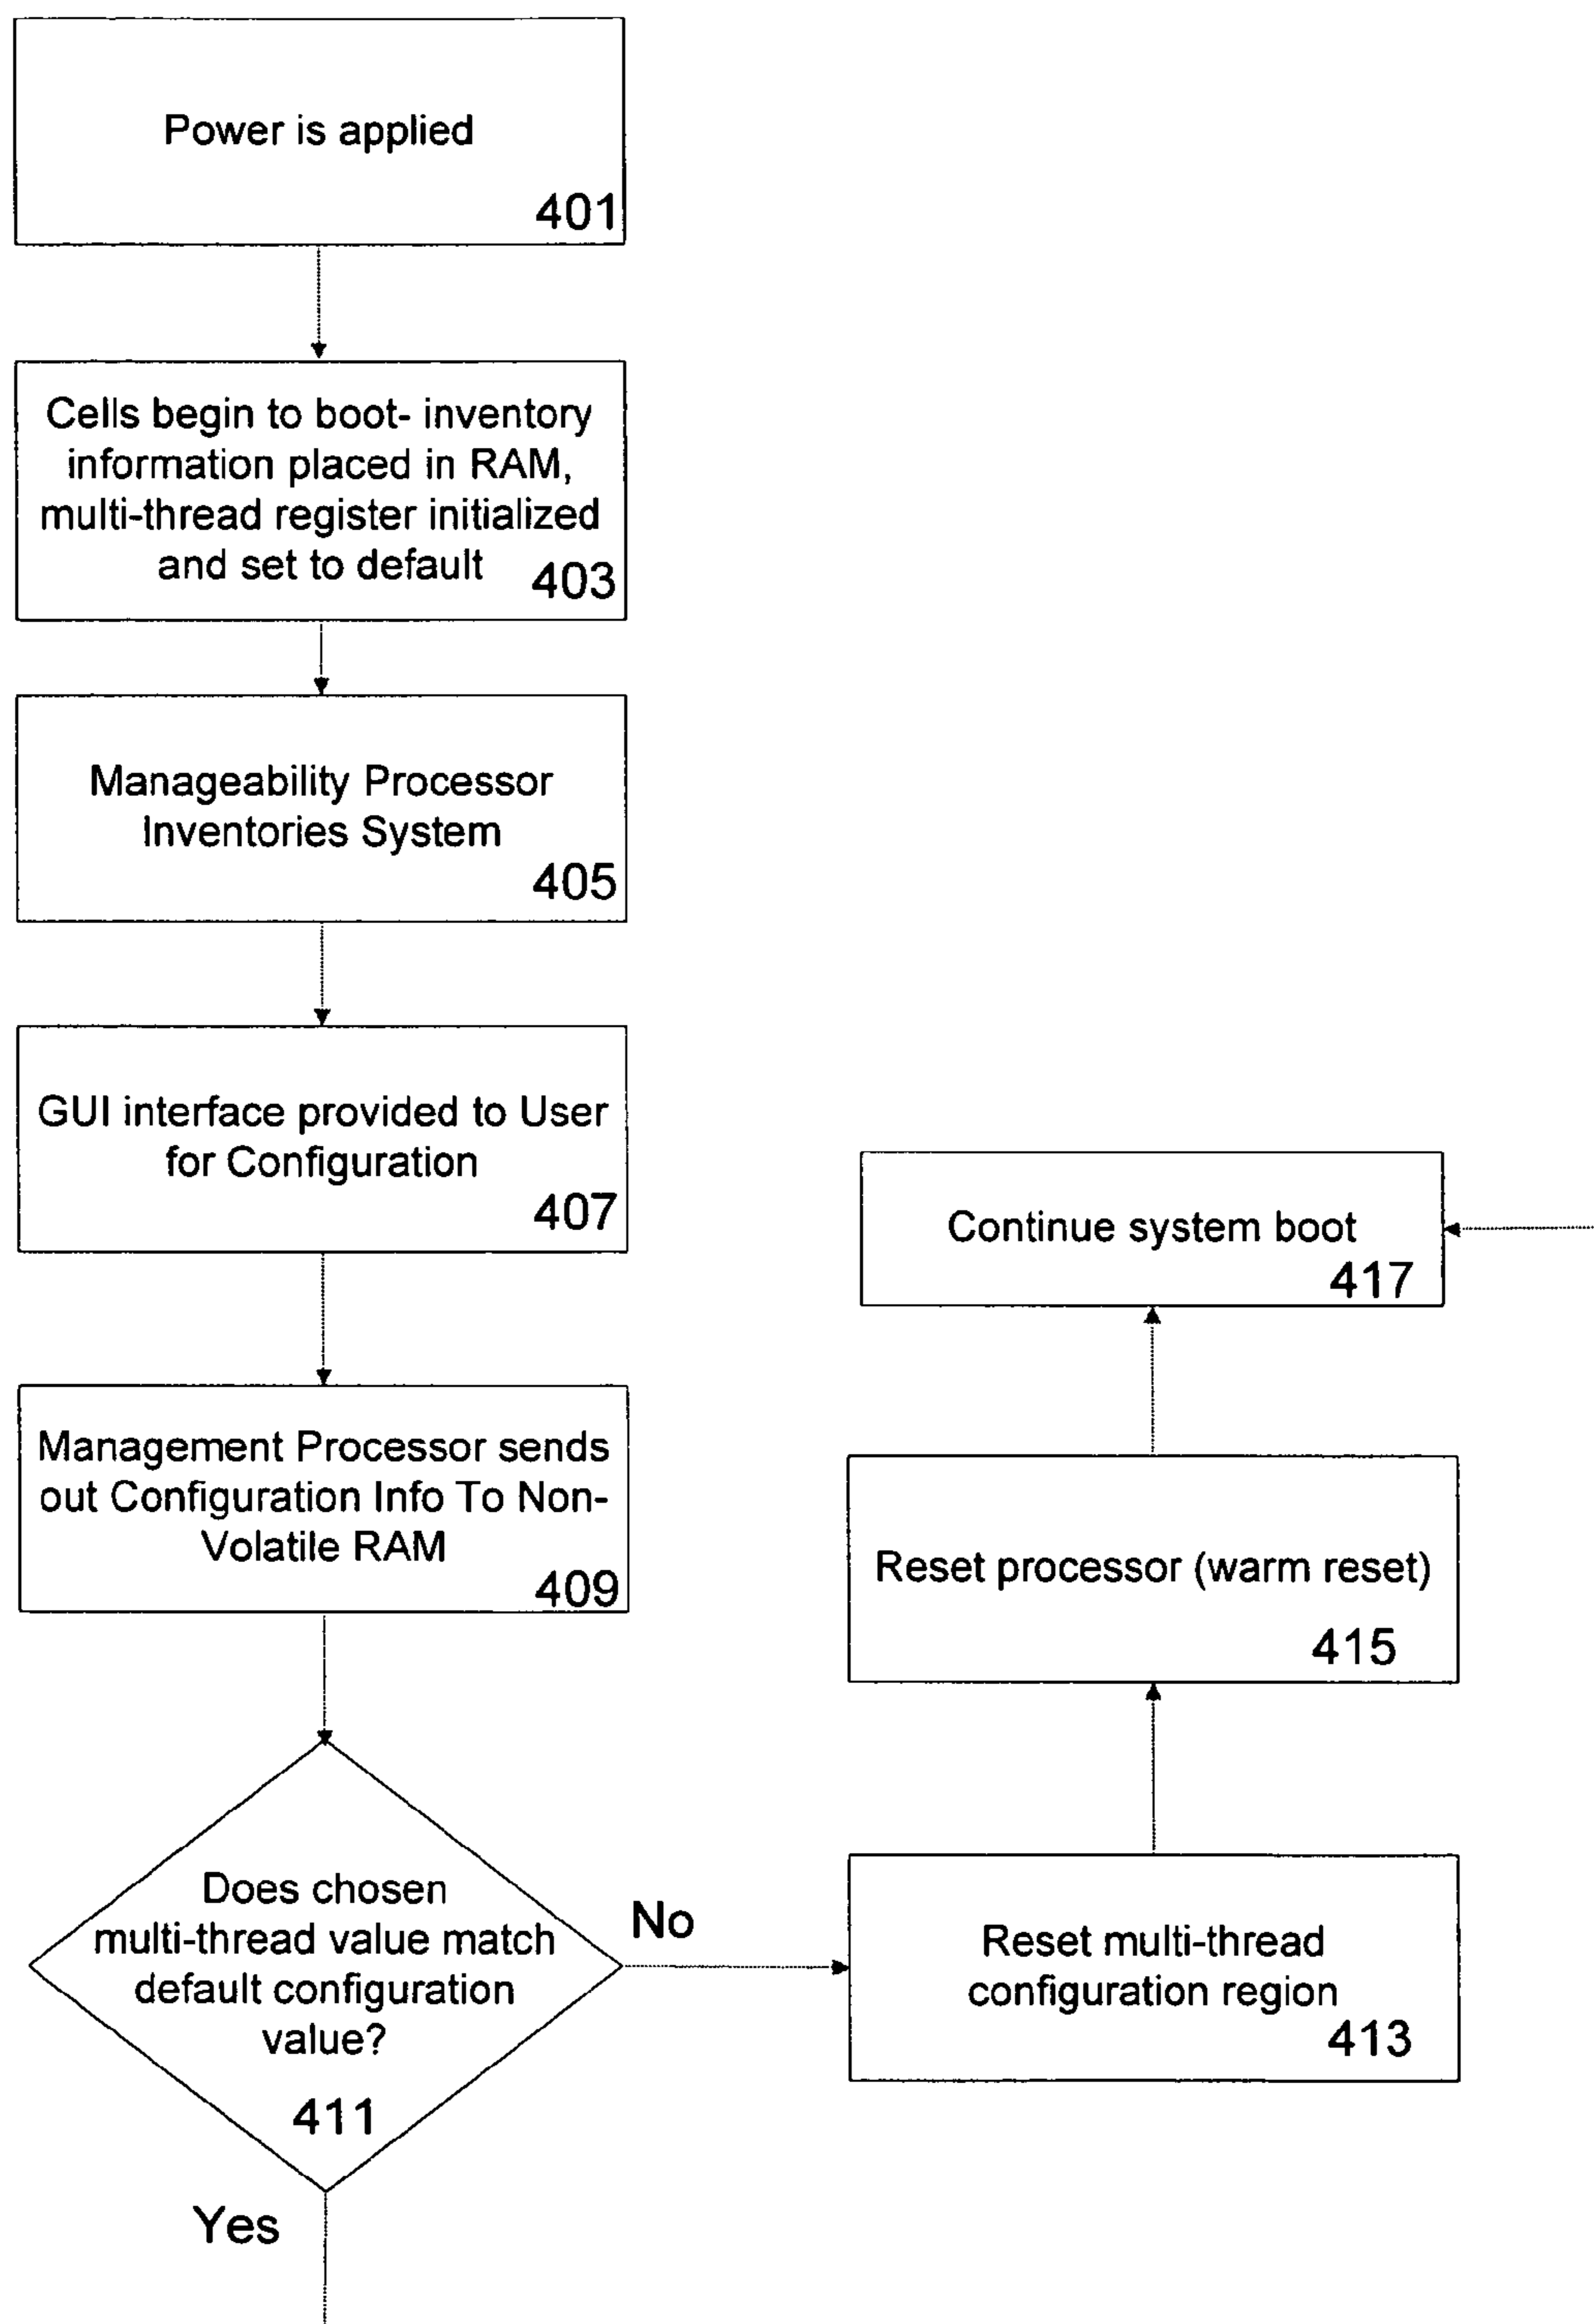 Power is applied
401
Cells begin to boot- inventory
information placed in RAM,
multi-thread register initialized
and set to default
403
Manageability Processor
Inventories System
405
GUI interface provided to User
for Configuration
407
Management Processor sends
out Configuration Info To Non-
Volatile RAM
409
Does chosen
multi-thread value match
default configuration
value?
411
No
Yes
Reset multi-thread
configuration region
413
Reset processor (warm reset)
415
Continue system boot
417